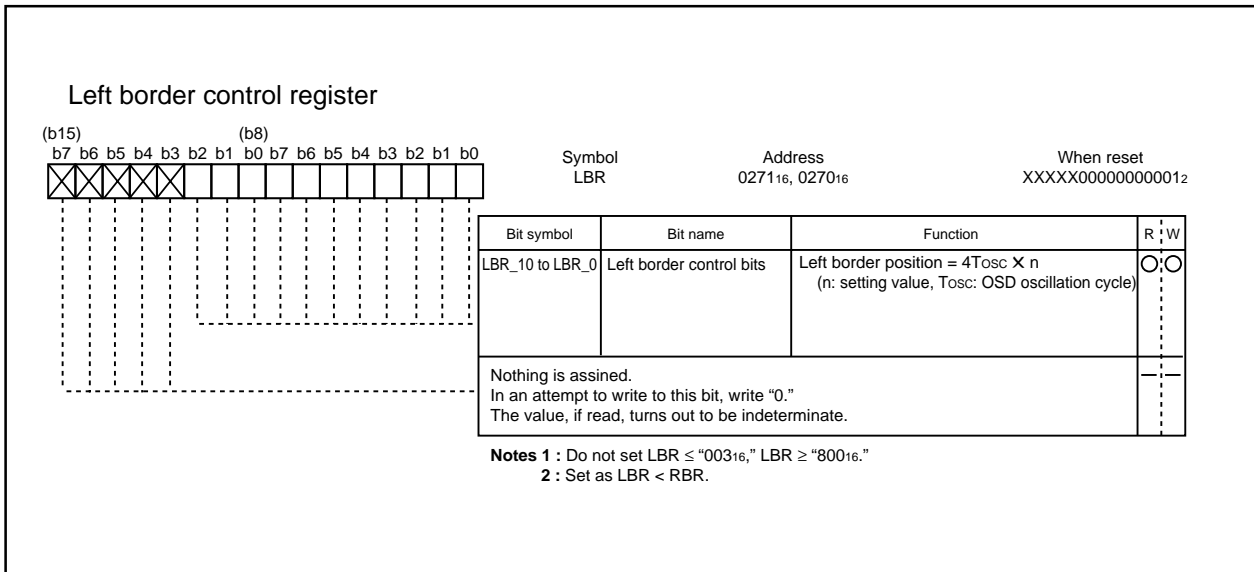 Left border control register
(b15) (b8)
b7 b6 b5 b4 b3 b2 b1 b0 b7 b6 b5 b4 b3 b2 b1 b0
Symbol Address When reset
LBR 027116, 027016 XXXXX000000000012
Bit symbol Bit name Function R W
LBR_10 to LBR_0 Left border control bits Left border position = 4TOSC X n
(n: setting value, TOSC: OSD oscillation cycle)
Nothing is assined.
In an attempt to write to this bit, write “0.”
The value, if read, turns out to be indeterminate.
Notes 1 : Do not set LBR ≤ “00316,” LBR ≥ “80016.”
2 : Set as LBR < RBR.